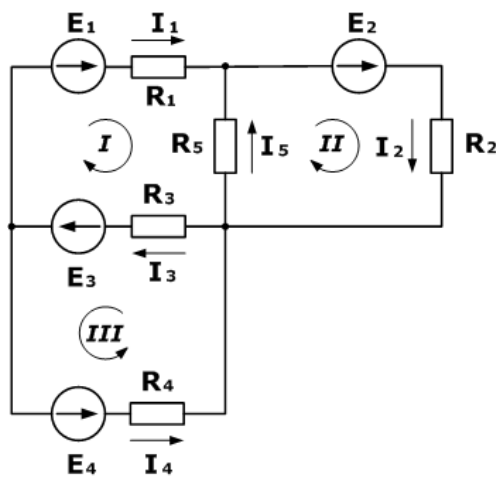 E₁ I₁ E₂
R₁
I R₅ I₅ II I₂ R₂
R₃
E₃ I₃
III
R₄
E₄ I₄